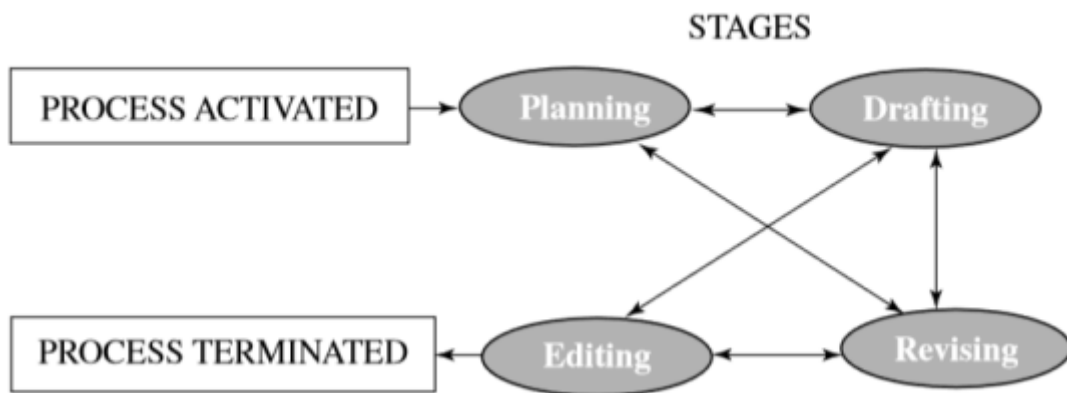 STAGES
PROCESS ACTIVATED
Planning
Drafting
PROCESS TERMINATED
Editing
Revising